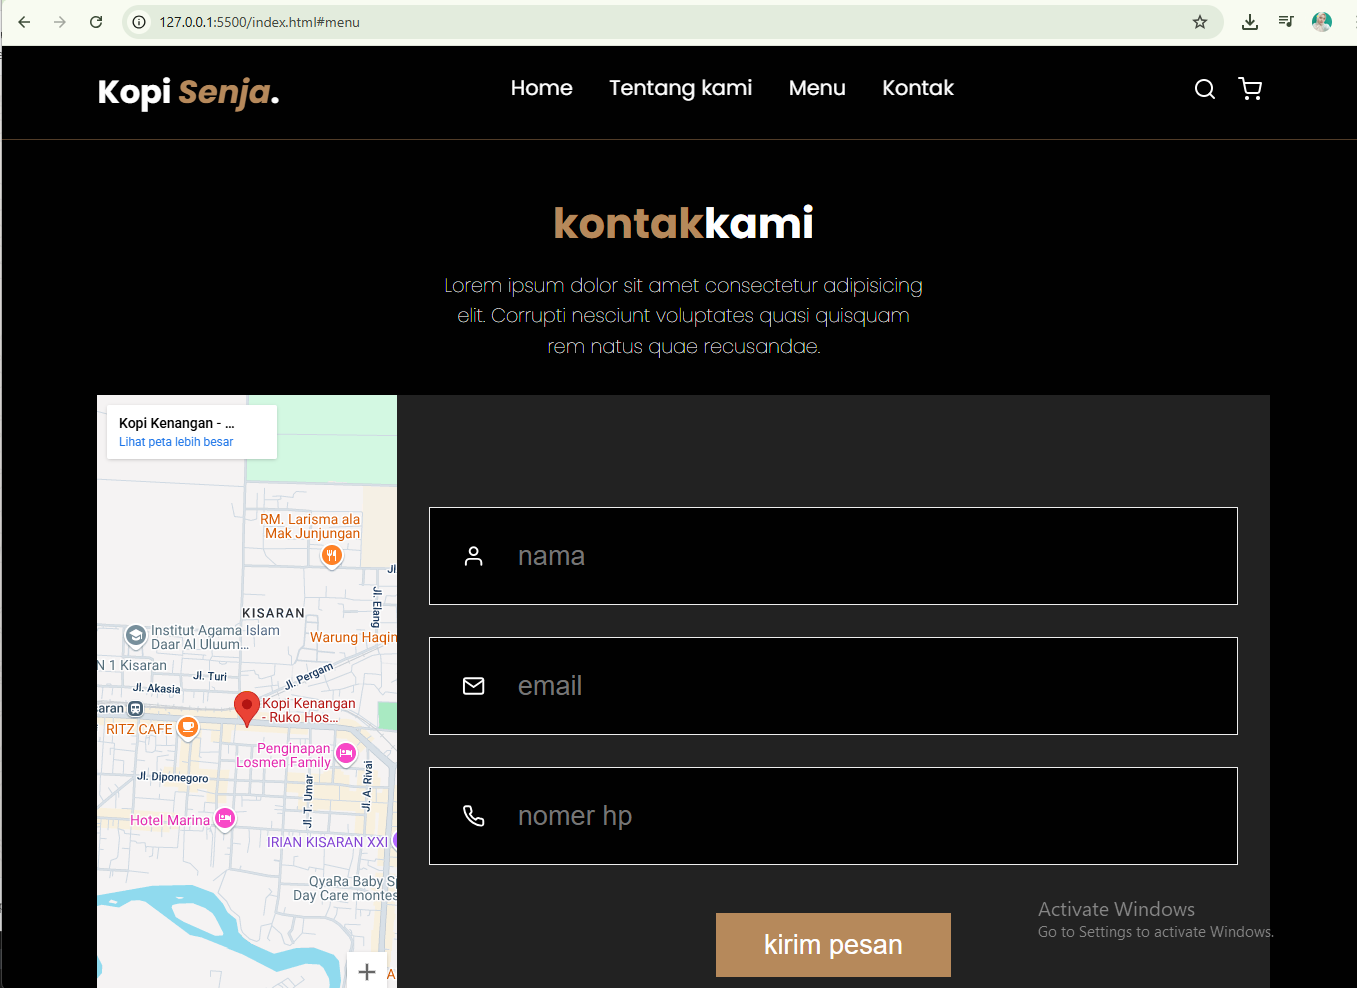 127.0.0.1:5500/index.html#menu
Kopi Senja.
Home
Tentang kami
Menu
Kontak
kontakkami
Lorem ipsum dolor sit amet consectetur adipisicing
elit. Corrupti nesciunt voluptates quasi quisquam
rem natus quae recusandae.
Kopi Kenangan - ...
Lihat peta lebih besar
RM. Larisma ala
Mak Junjungan
Jl
Jl. Elang
KISARAN
Institut Agama Islam
Daar Al Uluum...
Warung Haqin
N 1 Kisaran
Jl. Turi
Jl. Pergam
Jl. Akasia
aran
Kopi Kenangan
- Ruko Hos...
RITZ CAFE
Penginapan
Losmen Family
Jl. Diponegoro
Jl. T. Umar
Jl. A. Rivai
Hotel Marina
IRIAN KISARAN XXI
QyaRa Baby S
Day Care montes
A
nama
email
nomer hp
kirim pesan
Activate Windows
Go to Settings to activate Windows.